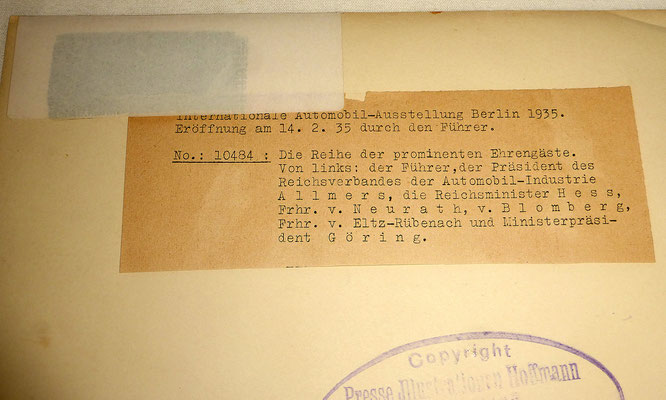 Internationale Automobil-Ausstellung Berlin 1935.
Eröffnung am 14. 2. 35 durch den Führer.
No.: 10484 : Die Reihe der prominenten Ehrengäste.
Von links: der Führer,der Präsident des
Reichsverbandes der Automobil-Industrie
A l l m e r s, die Reichsminister H e s s,
Frhr. v. N e u r a t h, v. B l o m b e r g,
Frhr. v. Eltz-Rübenach und Ministerpräsi-
dent G ö r i n g.
Copyright
Presse Illustrationen Hoffmann